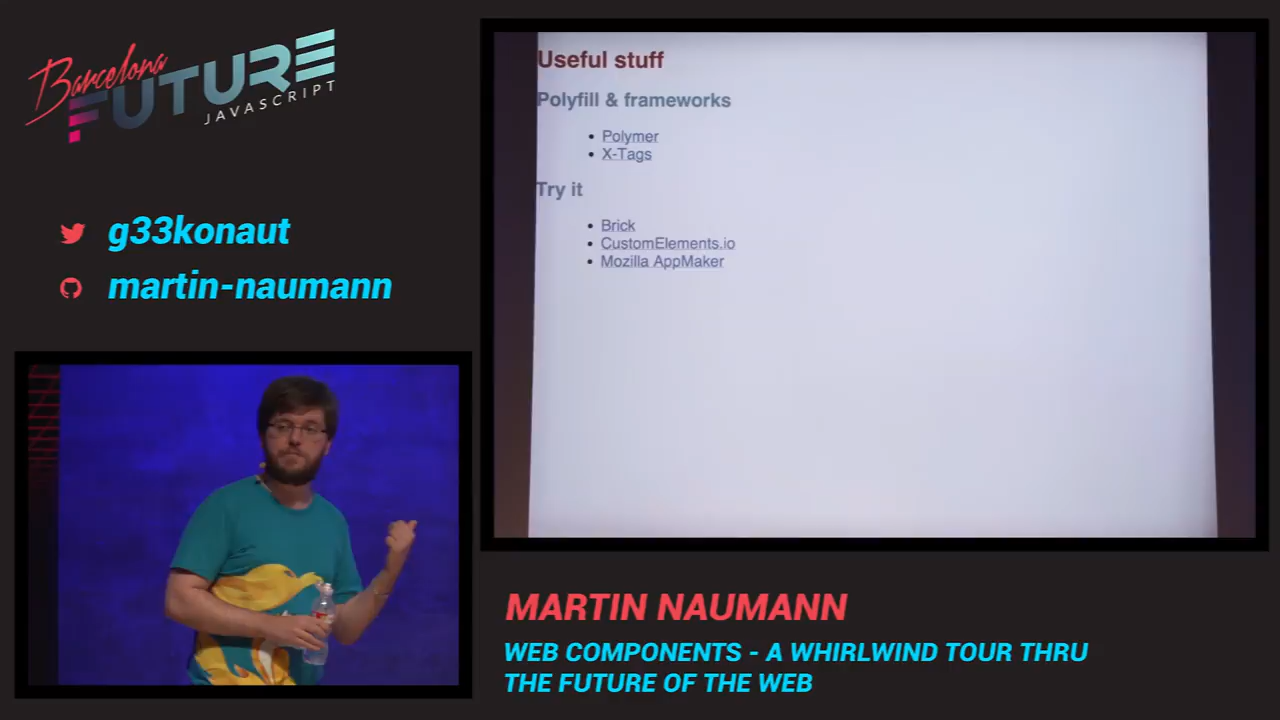 Barcelona
FUTURE
JAVASCRIPT
g33konaut
martin-naumann
Useful stuff
Polyfill & frameworks
• Polymer
• X-Tags
Try it
• Brick
• CustomElements.io
• Mozilla AppMaker
MARTIN NAUMANN
WEB COMPONENTS - A WHIRLWIND TOUR THRU
THE FUTURE OF THE WEB